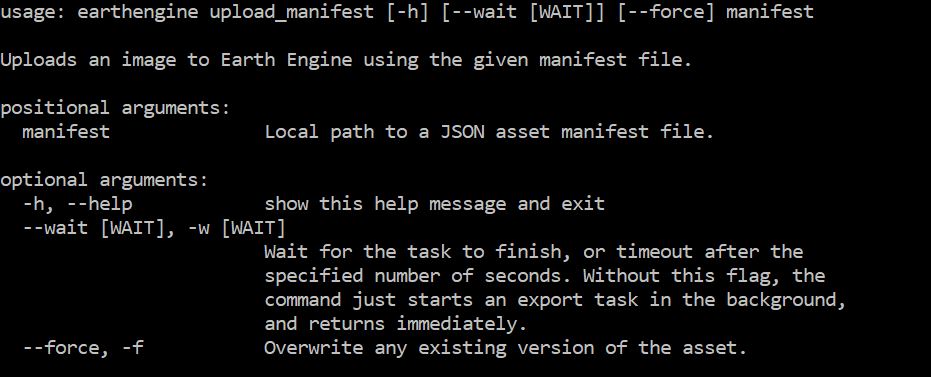 usage: earthengine upload_manifest [-h] [--wait [WAIT]] [--force] manifest
Uploads an image to Earth Engine using the given manifest file.
positional arguments:
manifest Local path to a JSON asset manifest file.
optional arguments:
-h, --help show this help message and exit
--wait [WAIT], -w [WAIT]
Wait for the task to finish, or timeout after the
specified number of seconds. Without this flag, the
command just starts an export task in the background,
and returns immediately.
--force, -f Overwrite any existing version of the asset.